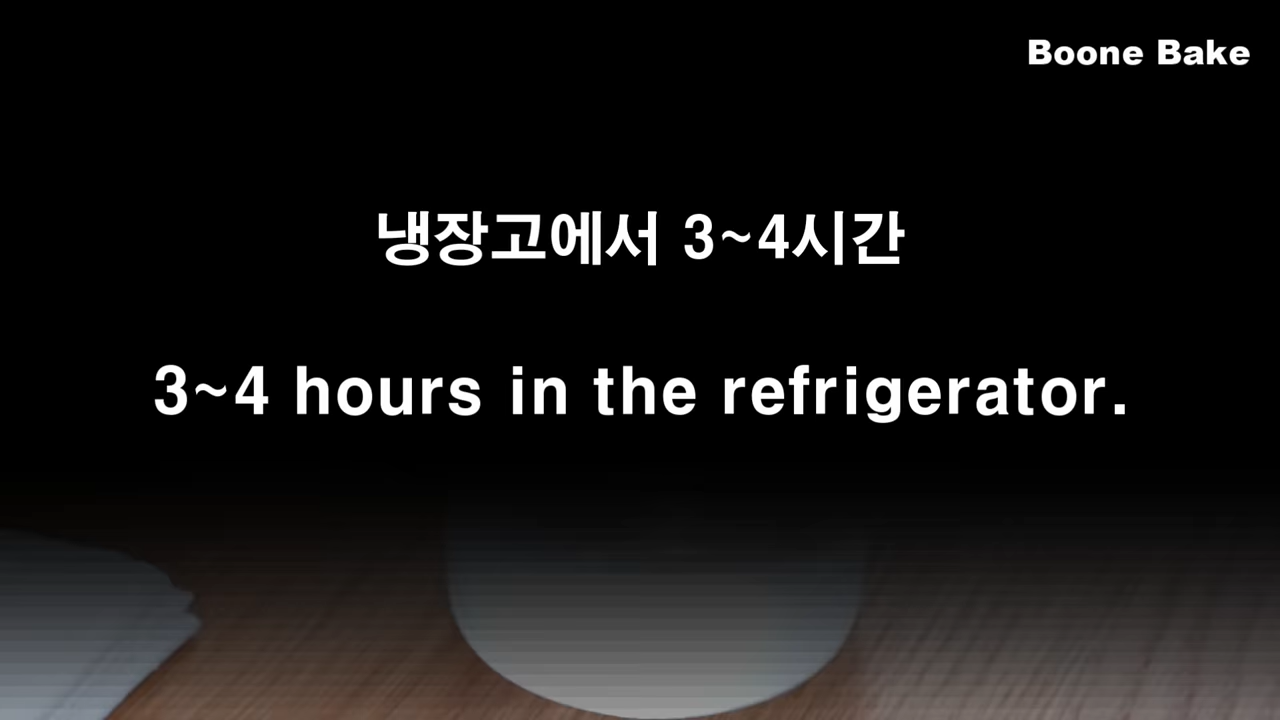 Boone Bake
냉장고에서 3~4시간
3~4 hours in the refrigerator.